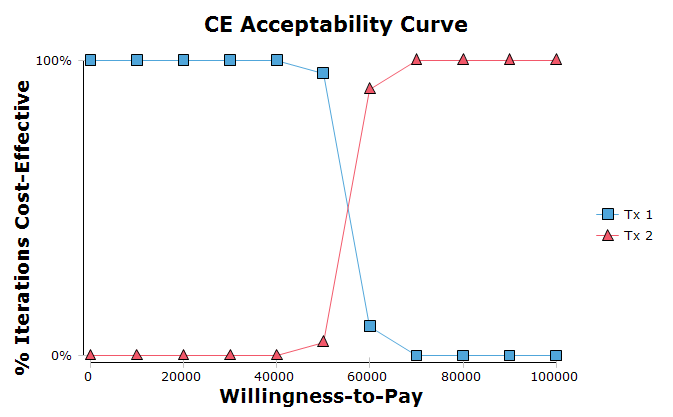 CE Acceptability Curve
100%
0%
% Iterations Cost-Effective
0 20000 40000 60000 80000 100000
Willingness-to-Pay
Tx 1
Tx 2